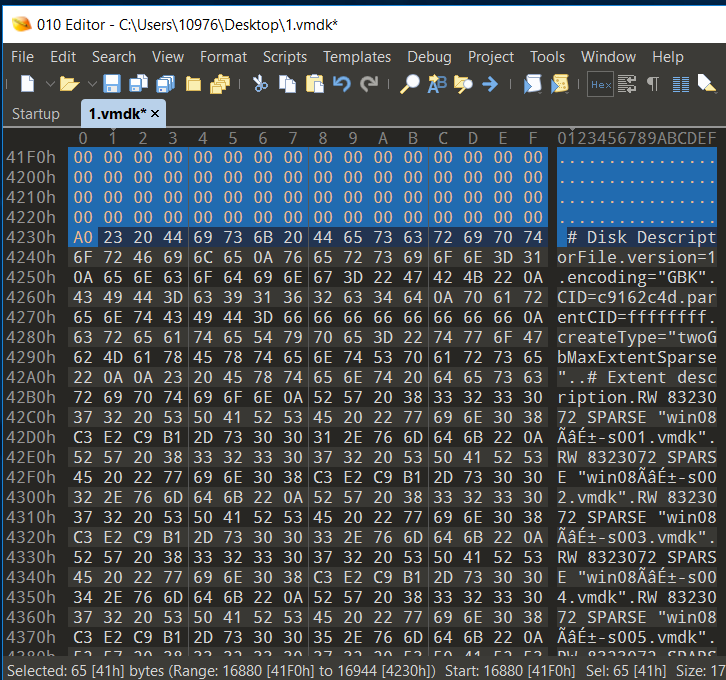 010 Editor - C:\Users\10976\Desktop\1.vmdk*
File Edit Search View Format Scripts Templates Debug Project Tools Window Help
Hex
Startup 1.vmdk* ×
0 1 2 3 4 5 6 7 8 9 A B C D E F 0123456789ABCDEF
41F0h 00 00 00 00 00 00 00 00 00 00 00 00 00 00 00 00 ................
4200h 00 00 00 00 00 00 00 00 00 00 00 00 00 00 00 00 ................
4210h 00 00 00 00 00 00 00 00 00 00 00 00 00 00 00 00 ................
4220h 00 00 00 00 00 00 00 00 00 00 00 00 00 00 00 00 ................
4230h A0 23 20 44 69 73 6B 20 44 65 73 63 72 69 70 74 # Disk Descript
4240h 6F 72 46 69 6C 65 0A 76 65 72 73 69 6F 6E 3D 31 orFile.version=1
4250h 0A 65 6E 63 6F 64 69 6E 67 3D 22 47 42 4B 22 0A .encoding="GBK".
4260h 43 49 44 3D 63 39 31 36 32 63 34 64 0A 70 61 72 CID=c9162c4d.par
4270h 65 6E 74 43 49 44 3D 66 66 66 66 66 66 66 66 0A entCID=ffffffff.
4280h 63 72 65 61 74 65 54 79 70 65 3D 22 74 77 6F 47 createType="twoG
4290h 62 4D 61 78 45 78 74 65 6E 74 53 70 61 72 73 65 bMaxExtentSparse
42A0h 22 0A 0A 23 20 45 78 74 65 6E 74 20 64 65 73 63 "..# Extent desc
42B0h 72 69 70 74 69 6F 6E 0A 52 57 20 38 33 32 33 30 ription.RW 83230
42C0h 37 32 20 53 50 41 52 53 45 20 22 77 69 6E 30 38 72 SPARSE "win08
42D0h C3 E2 C9 B1 2D 73 30 30 31 2E 76 6D 64 6B 22 0A ÃâÉ±-s001.vmdk".
42E0h 52 57 20 38 33 32 33 30 37 32 20 53 50 41 52 53 RW 8323072 SPARS
42F0h 45 20 22 77 69 6E 30 38 C3 E2 C9 B1 2D 73 30 30 E "win08ÃâÉ±-s00
4300h 32 2E 76 6D 64 6B 22 0A 52 57 20 38 33 32 33 30 2.vmdk".RW 83230
4310h 37 32 20 53 50 41 52 53 45 20 22 77 69 6E 30 38 72 SPARSE "win08
4320h C3 E2 C9 B1 2D 73 30 30 33 2E 76 6D 64 6B 22 0A ÃâÉ±-s003.vmdk".
4330h 52 57 20 38 33 32 33 30 37 32 20 53 50 41 52 53 RW 8323072 SPARS
4340h 45 20 22 77 69 6E 30 38 C3 E2 C9 B1 2D 73 30 30 E "win08ÃâÉ±-s00
4350h 34 2E 76 6D 64 6B 22 0A 52 57 20 38 33 32 33 30 4.vmdk".RW 83230
4360h 37 32 20 53 50 41 52 53 45 20 22 77 69 6E 30 38 72 SPARSE "win08
4370h C3 E2 C9 B1 2D 73 30 30 35 2E 76 6D 64 6B 22 0A ÃâÉ±-s005.vmdk".
4380h 52 57 20 38 33 32 33 30 37 32 20 53 50 41 52 53 RW 8323072 SPARS
Selected: 65 [41h] bytes (Range: 16880 [41F0h] to 16944 [4230h]) Start: 16880 [41F0h] Sel: 65 [41h] Size: 17